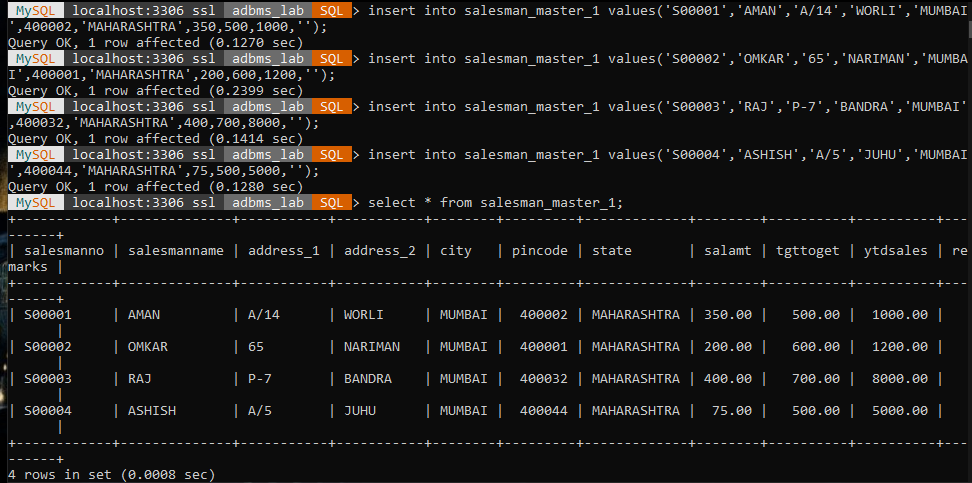 MySQL localhost:3306 ssl adbms_lab SQL > insert into salesman_master_1 values('S00001','AMAN','A/14','WORLI','MUMBAI
',400002,'MAHARASHTRA',350,500,1000,'');
Query OK, 1 row affected (0.1270 sec)
MySQL localhost:3306 ssl adbms_lab SQL > insert into salesman_master_1 values('S00002','OMKAR','65','NARIMAN','MUMBA
I',400001,'MAHARASHTRA',200,600,1200,'');
Query OK, 1 row affected (0.2399 sec)
MySQL localhost:3306 ssl adbms_lab SQL > insert into salesman_master_1 values('S00003','RAJ','P-7','BANDRA','MUMBAI'
,400032,'MAHARASHTRA',400,700,8000,'');
Query OK, 1 row affected (0.1414 sec)
MySQL localhost:3306 ssl adbms_lab SQL > insert into salesman_master_1 values('S00004','ASHISH','A/5','JUHU','MUMBAI
',400044,'MAHARASHTRA',75,500,5000,'');
Query OK, 1 row affected (0.1280 sec)
MySQL localhost:3306 ssl adbms_lab SQL > select * from salesman_master_1;
+------------+--------------+-----------+-----------+--------+---------+-------------+--------+----------+----------+---
------+
| salesmanno | salesmanname | address_1 | address_2 | city   | pincode | state       | salamt | tgttoget | ytdsales | re
marks |
+------------+--------------+-----------+-----------+--------+---------+-------------+--------+----------+----------+---
------+
| S00001     | AMAN         | A/14      | WORLI     | MUMBAI |  400002 | MAHARASHTRA | 350.00 |   500.00 |  1000.00 |
      |
| S00002     | OMKAR        | 65        | NARIMAN   | MUMBAI |  400001 | MAHARASHTRA | 200.00 |   600.00 |  1200.00 |
      |
| S00003     | RAJ          | P-7       | BANDRA    | MUMBAI |  400032 | MAHARASHTRA | 400.00 |   700.00 |  8000.00 |
      |
| S00004     | ASHISH       | A/5       | JUHU      | MUMBAI |  400044 | MAHARASHTRA |  75.00 |   500.00 |  5000.00 |
      |
+------------+--------------+-----------+-----------+--------+---------+-------------+--------+----------+----------+---
------+
4 rows in set (0.0008 sec)